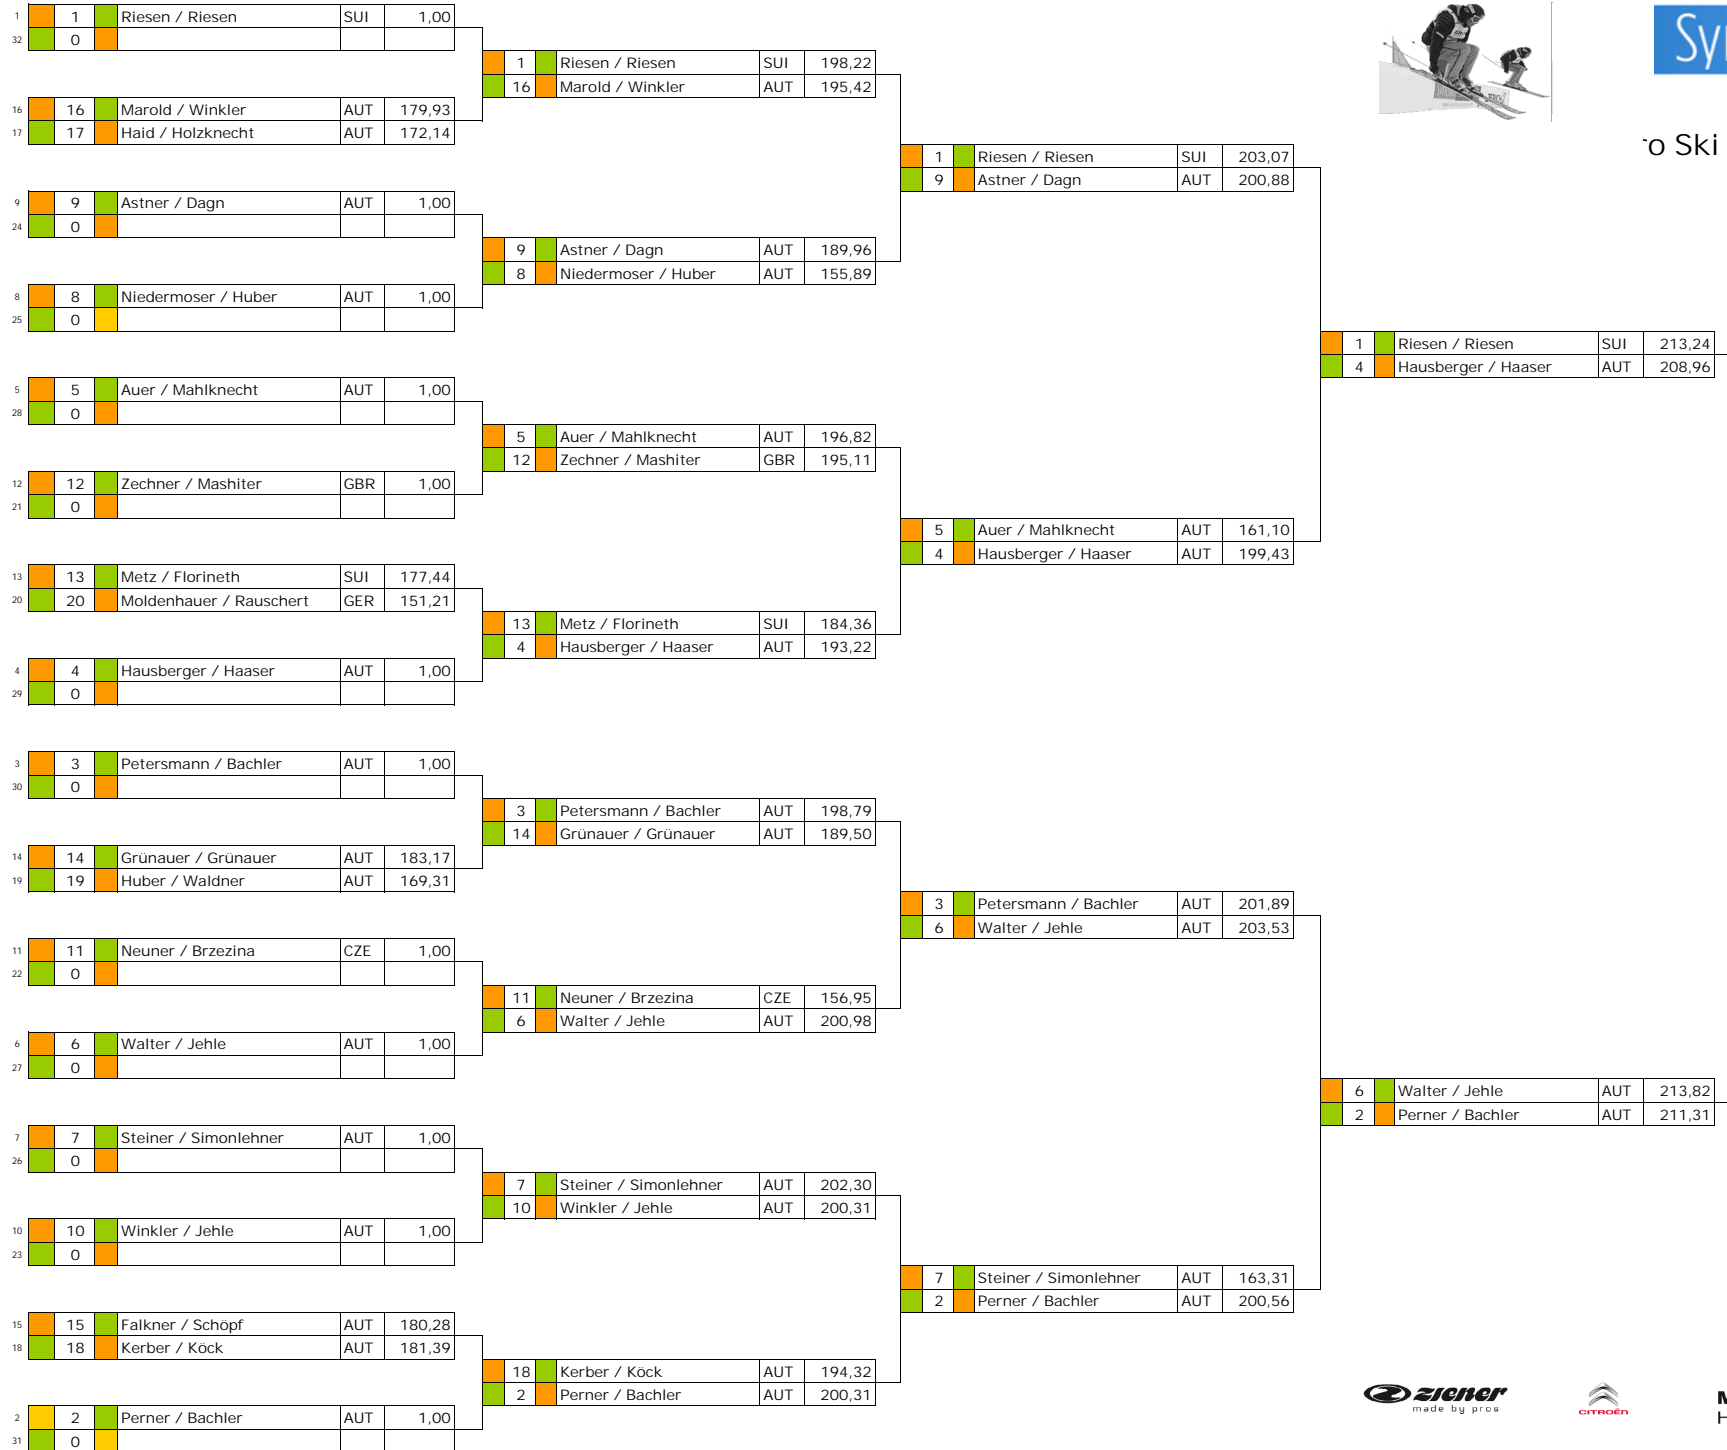 1 1 Riesen / Riesen SUI 1,00
32 0
1 Riesen / Riesen SUI 198,22
16 Marold / Winkler AUT 195,42
16 16 Marold / Winkler AUT 179,93
17 17 Haid / Holzknecht AUT 172,14
1 Riesen / Riesen SUI 203,07
9 Astner / Dagn AUT 200,88
9 9 Astner / Dagn AUT 1,00
24 0
9 Astner / Dagn AUT 189,96
8 Niedermoser / Huber AUT 155,89
8 8 Niedermoser / Huber AUT 1,00
25 0
1 Riesen / Riesen SUI 213,24
4 Hausberger / Haaser AUT 208,96
5 5 Auer / Mahlknecht AUT 1,00
28 0
5 Auer / Mahlknecht AUT 196,82
12 Zechner / Mashiter GBR 195,11
12 12 Zechner / Mashiter GBR 1,00
21 0
5 Auer / Mahlknecht AUT 161,10
4 Hausberger / Haaser AUT 199,43
13 13 Metz / Florineth SUI 177,44
20 20 Moldenhauer / Rauschert GER 151,21
13 Metz / Florineth SUI 184,36
4 Hausberger / Haaser AUT 193,22
4 4 Hausberger / Haaser AUT 1,00
29 0
3 3 Petersmann / Bachler AUT 1,00
30 0
3 Petersmann / Bachler AUT 198,79
14 Grünauer / Grünauer AUT 189,50
14 14 Grünauer / Grünauer AUT 183,17
19 19 Huber / Waldner AUT 169,31
3 Petersmann / Bachler AUT 201,89
6 Walter / Jehle AUT 203,53
11 11 Neuner / Brzezina CZE 1,00
22 0
11 Neuner / Brzezina CZE 156,95
6 Walter / Jehle AUT 200,98
6 6 Walter / Jehle AUT 1,00
27 0
6 Walter / Jehle AUT 213,82
2 Perner / Bachler AUT 211,31
7 7 Steiner / Simonlehner AUT 1,00
26 0
7 Steiner / Simonlehner AUT 202,30
10 Winkler / Jehle AUT 200,31
10 10 Winkler / Jehle AUT 1,00
23 0
7 Steiner / Simonlehner AUT 163,31
2 Perner / Bachler AUT 200,56
15 15 Falkner / Schöpf AUT 180,28
18 18 Kerber / Köck AUT 181,39
18 Kerber / Köck AUT 194,32
2 Perner / Bachler AUT 200,31
2 2 Perner / Bachler AUT 1,00
31 0
Sy
o Ski
ziener
made by pros
CITROËN
M
H